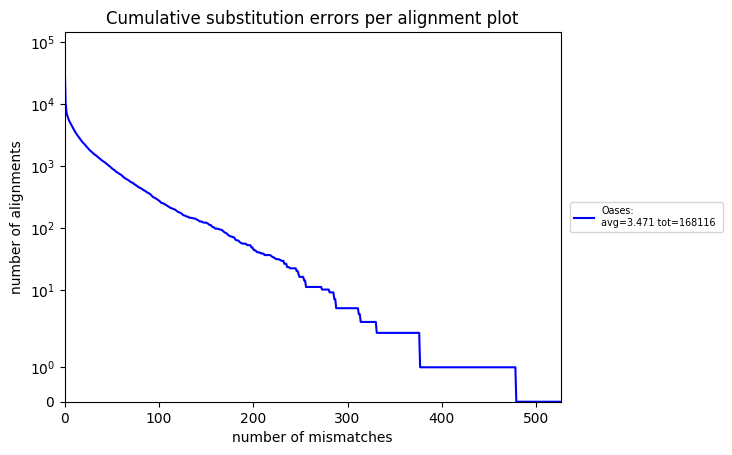 Cumulative substitution errors per alignment plot
number of alignments
10^5
10^4
10^3
10^2
10^1
10^0
0
0 100 200 300 400 500
number of mismatches
Oases:
avg=3.471 tot=168116